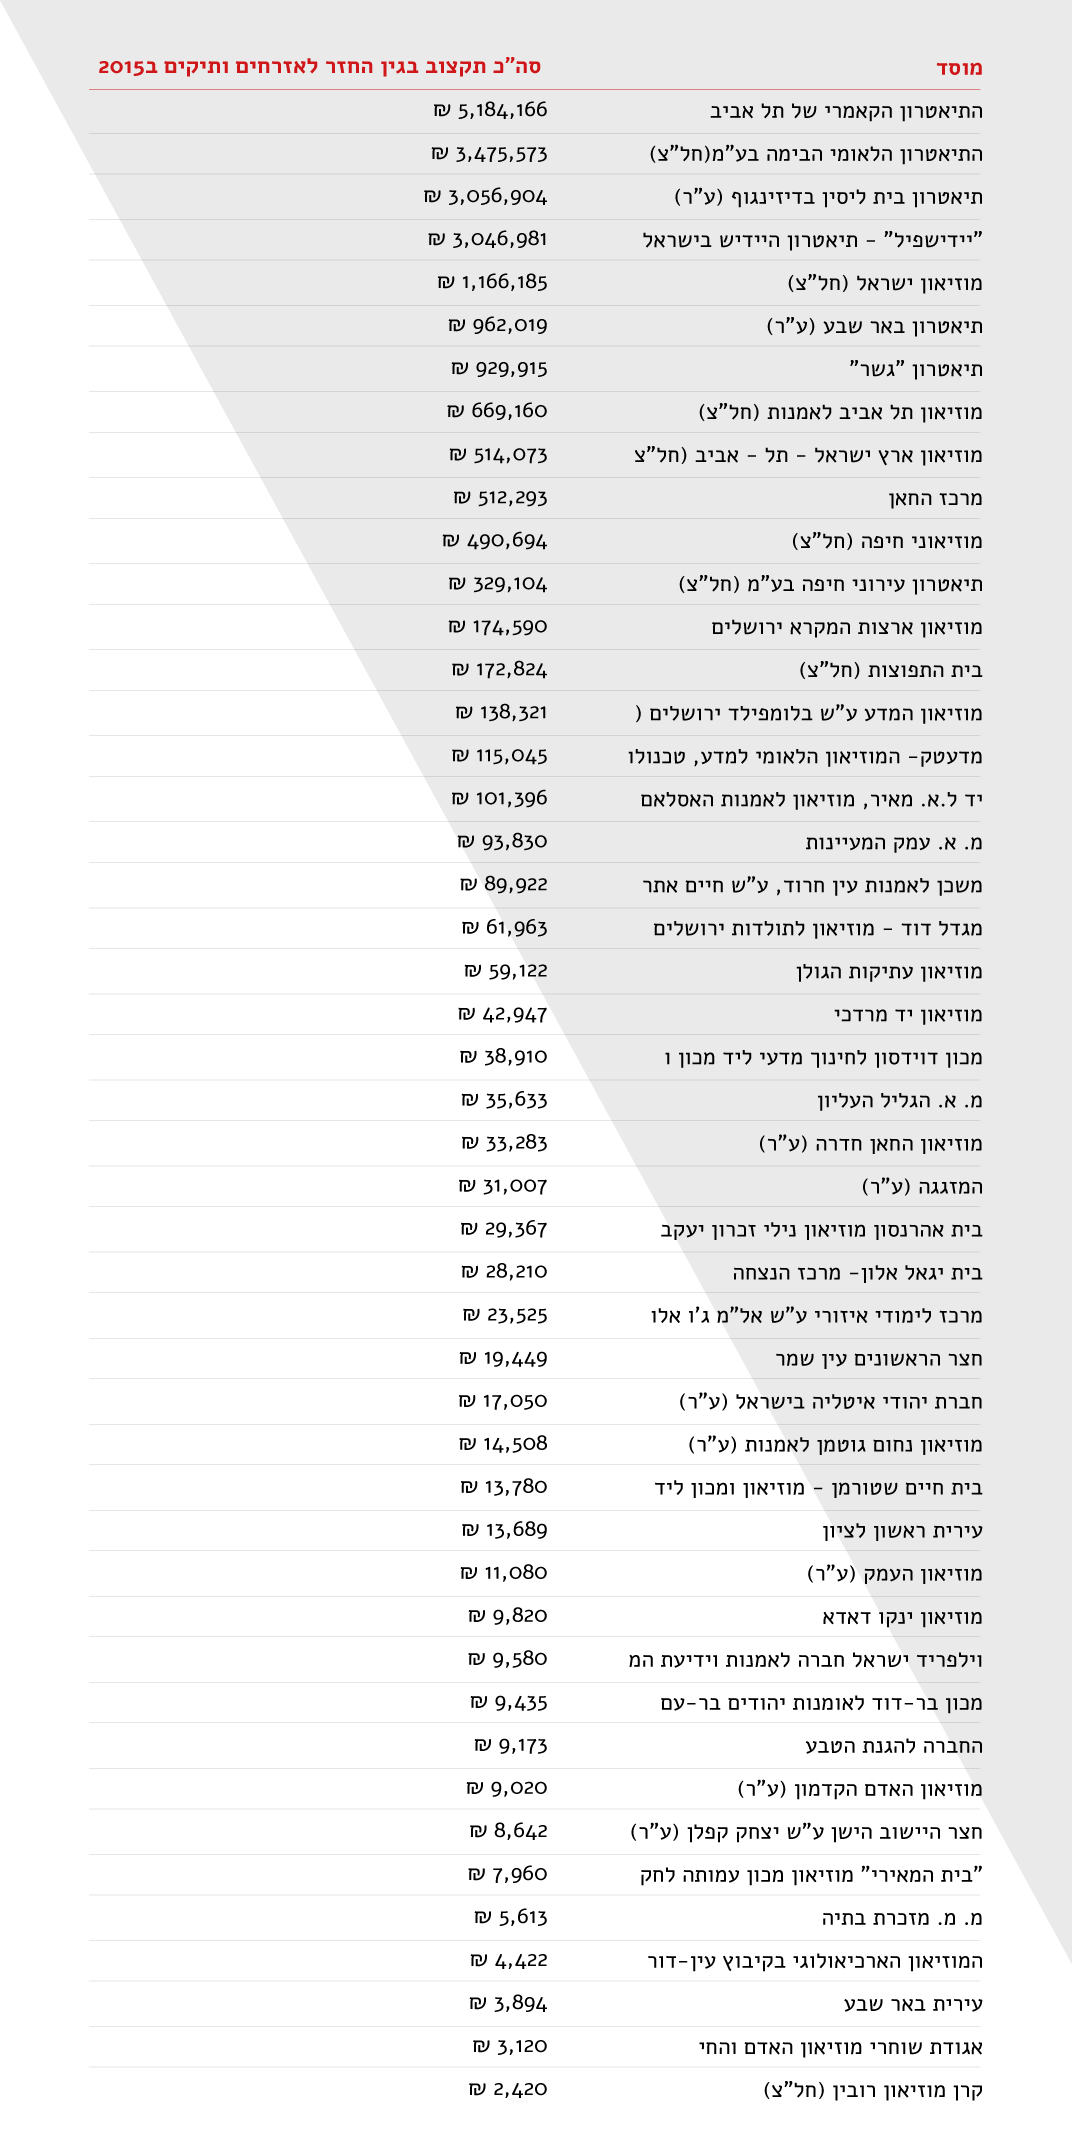 מוסד סה"כ תקצוב בגין החזר לאזרחים ותיקים ב2015
התיאטרון הקאמרי של תל אביב 5,184,166 ₪
התיאטרון הלאומי הבימה בע"מ(חל"צ) 3,475,573 ₪
תיאטרון בית ליסין בדיזינגוף (ע"ר) 3,056,904 ₪
"יידישפיל" - תיאטרון היידיש בישראל 3,046,981 ₪
מוזיאון ישראל (חל"צ) 1,166,185 ₪
תיאטרון באר שבע (ע"ר) 962,019 ₪
תיאטרון "גשר" 929,915 ₪
מוזיאון תל אביב לאמנות (חל"צ) 669,160 ₪
מוזיאון ארץ ישראל - תל - אביב (חל"צ 514,073 ₪
מרכז החאן 512,293 ₪
מוזיאוני חיפה (חל"צ) 490,694 ₪
תיאטרון עירוני חיפה בע"מ (חל"צ) 329,104 ₪
מוזיאון ארצות המקרא ירושלים 174,590 ₪
בית התפוצות (חל"צ) 172,824 ₪
מוזיאון המדע ע"ש בלומפילד ירושלים ( 138,321 ₪
מדעטק- המוזיאון הלאומי למדע, טכנולו 115,045 ₪
יד ל.א. מאיר, מוזיאון לאמנות האסלאם 101,396 ₪
מ. א. עמק המעיינות 93,830 ₪
משכן לאמנות עין חרוד, ע"ש חיים אתר 89,922 ₪
מגדל דוד - מוזיאון לתולדות ירושלים 61,963 ₪
מוזיאון עתיקות הגולן 59,122 ₪
מוזיאון יד מרדכי 42,947 ₪
מכון דוידסון לחינוך מדעי ליד מכון ו 38,910 ₪
מ. א. הגליל העליון 35,633 ₪
מוזיאון החאן חדרה (ע"ר) 33,283 ₪
המזגגה (ע"ר) 31,007 ₪
בית אהרנסון מוזיאון נילי זכרון יעקב 29,367 ₪
בית יגאל אלון- מרכז הנצחה 28,210 ₪
מרכז לימודי איזורי ע"ש אל"מ ג'ו אלו 23,525 ₪
חצר הראשונים עין שמר 19,449 ₪
חברת יהודי איטליה בישראל (ע"ר) 17,050 ₪
מוזיאון נחום גוטמן לאמנות (ע"ר) 14,508 ₪
בית חיים שטורמן - מוזיאון ומכון ליד 13,780 ₪
עירית ראשון לציון 13,689 ₪
מוזיאון העמק (ע"ר) 11,080 ₪
מוזיאון ינקו דאדא 9,820 ₪
וילפריד ישראל חברה לאמנות וידיעת המ 9,580 ₪
מכון בר-דוד לאומנות יהודים בר-עם 9,435 ₪
החברה להגנת הטבע 9,173 ₪
מוזיאון האדם הקדמון (ע"ר) 9,020 ₪
חצר היישוב הישן ע"ש יצחק קפלן (ע"ר) 8,642 ₪
"בית המאירי" מוזיאון מכון עמותה לחק 7,960 ₪
מ. מ. מזכרת בתיה 5,613 ₪
המוזיאון הארכיאולוגי בקיבוץ עין-דור 4,422 ₪
עירית באר שבע 3,894 ₪
אגודת שוחרי מוזיאון האדם והחי 3,120 ₪
קרן מוזיאון רובין (חל"צ) 2,420 ₪